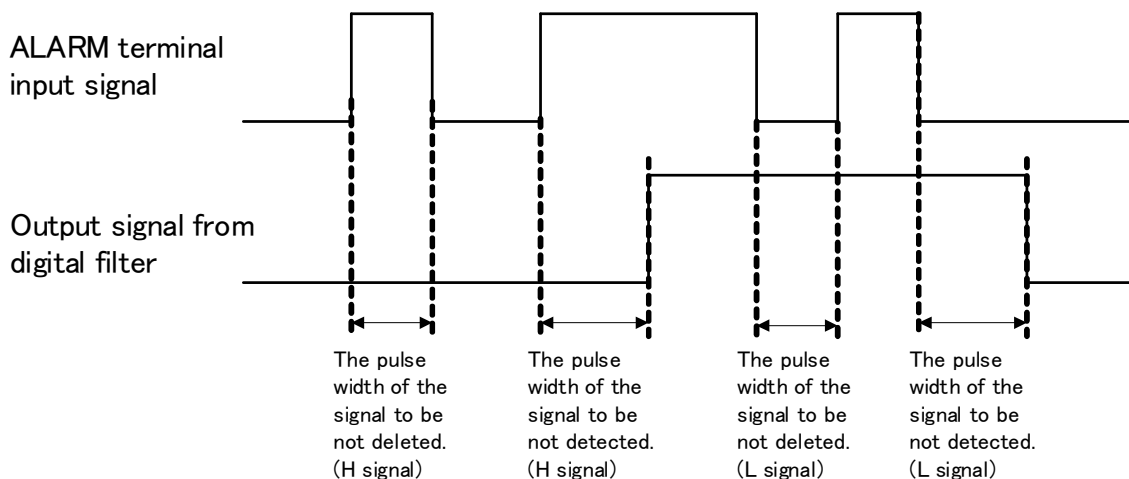 ALARM terminal
input signal
Output signal from
digital filter
The pulse
width of the
signal to be
not deleted.
(H signal)
The pulse
width of the
signal to be
not detected.
(H signal)
The pulse
width of the
signal to be
not deleted.
(L signal)
The pulse
width of the
signal to be
not detected.
(L signal)